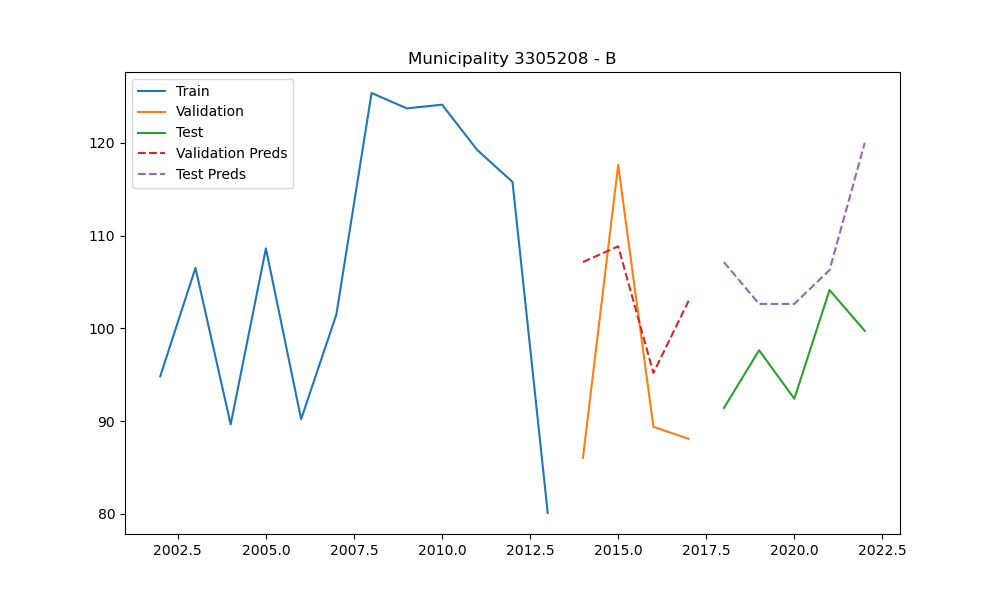 Municipality 3305208 - B
Train
Validation
Test
Validation Preds
Test Preds
120
110
100
90
80
2002.5 2005.0 2007.5 2010.0 2012.5 2015.0 2017.5 2020.0 2022.5